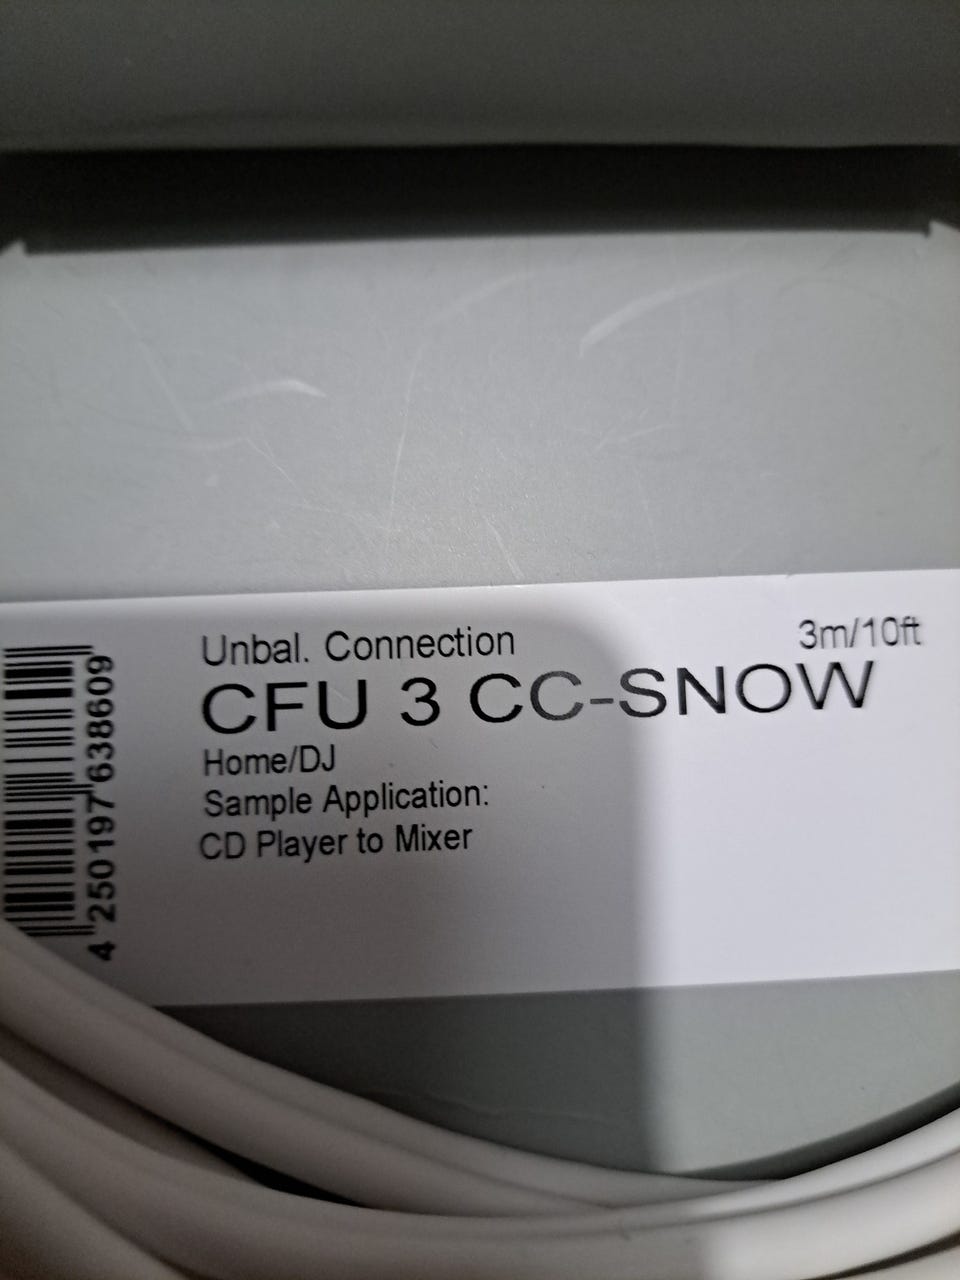 Unbal. Connection
3m/10ft
CFU 3 CC-SNOW
Home/DJ
Sample Application:
CD Player to Mixer
4 250197 638609